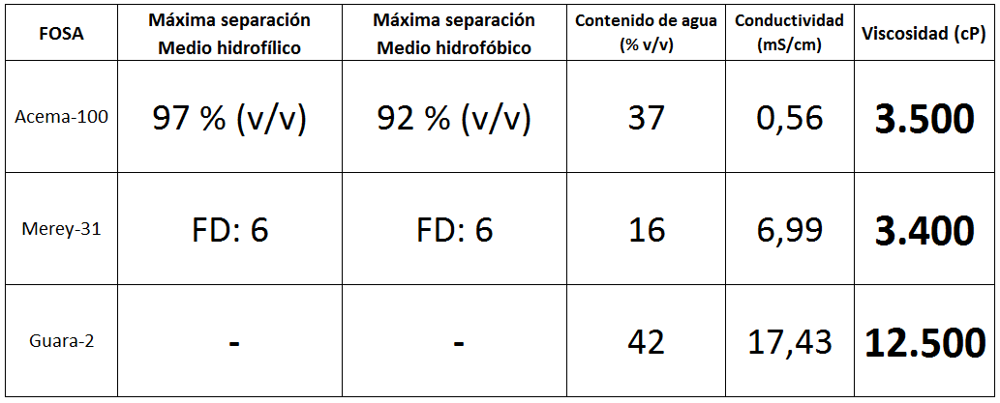 FOSA
Máxima separación
Medio hidrofílico
Máxima separación
Medio hidrofóbico
Contenido de agua
(% v/v)
Conductividad
(mS/cm)
Viscosidad (cP)
Acema-100
97 % (v/v)
92 % (v/v)
37
0,56
3.500
Merey-31
FD: 6
FD: 6
16
6,99
3.400
Guara-2
-
-
42
17,43
12.500